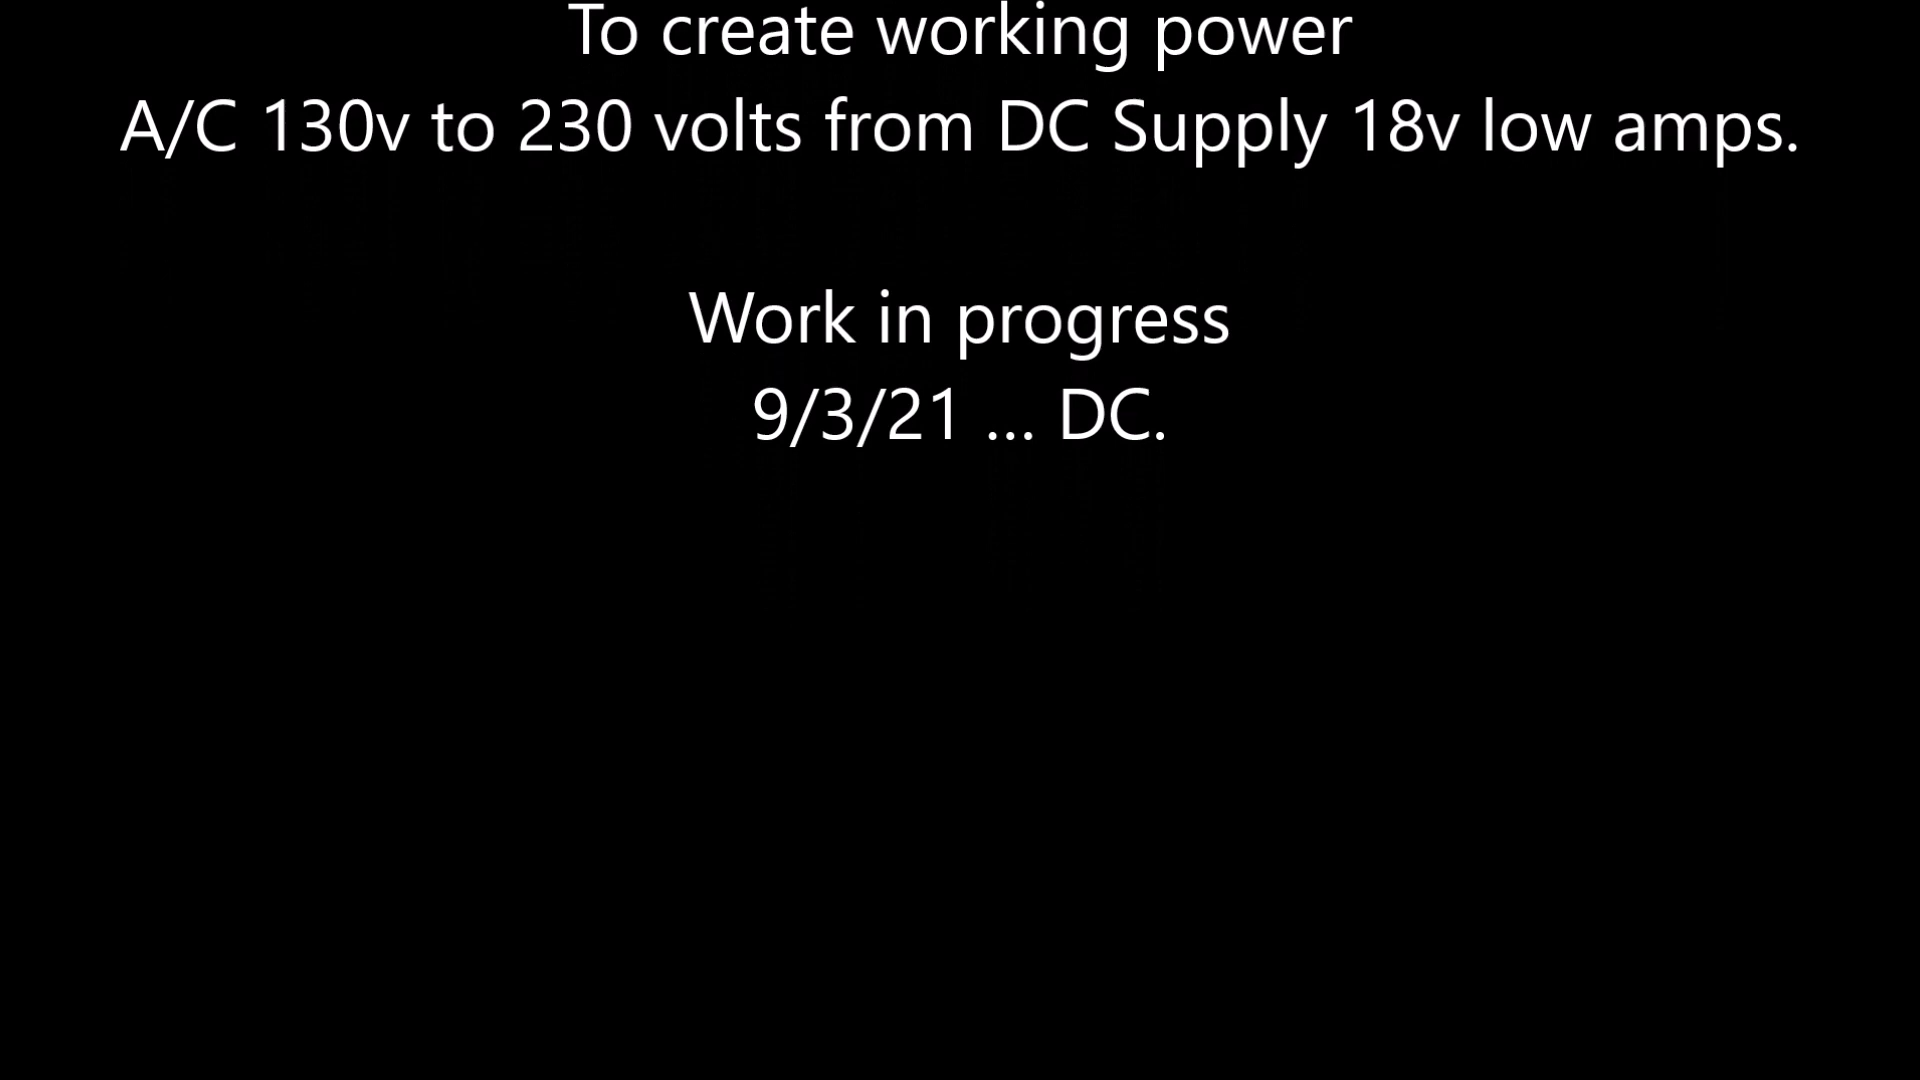 To create working power
A/C 130v to 230 volts from DC Supply 18v low amps.
Work in progress
9/3/21 ... DC.